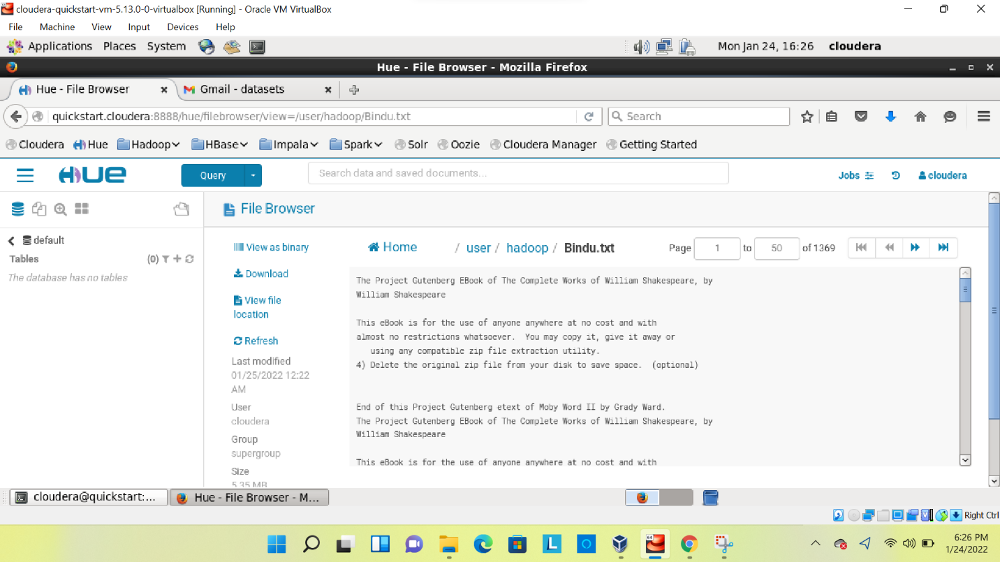 cloudera-quickstart-vm-5.13.0-0-virtualbox [Running] - Oracle VM VirtualBox
File Machine View Input Devices Help
Applications Places System Mon Jan 24, 16:26 cloudera
Hue - File Browser - Mozilla Firefox
Hue - File Browser Gmail - datasets
quickstart.cloudera:8888/hue/filebrowser/view=/user/hadoop/Bindu.txt Search
Cloudera Hue Hadoop HBase Impala Spark Solr Oozie Cloudera Manager Getting Started
HUE Query Search data and saved documents... Jobs cloudera
File Browser
default
Tables (0)
The database has no tables
View as binary
Download
View file
location
Refresh
Last modified
01/25/2022 12:22
AM
User
cloudera
Group
supergroup
Size
5.35 MB
Home / user / hadoop / Bindu.txt Page 1 to 50 of 1369
The Project Gutenberg EBook of The Complete Works of William Shakespeare, by
William Shakespeare
This eBook is for the use of anyone anywhere at no cost and with
almost no restrictions whatsoever. You may copy it, give it away or
using any compatible zip file extraction utility.
4) Delete the original zip file from your disk to save space. (optional)
End of this Project Gutenberg etext of Moby Word II by Grady Ward.
The Project Gutenberg EBook of The Complete Works of William Shakespeare, by
William Shakespeare
This eBook is for the use of anyone anywhere at no cost and with
cloudera@quickstart:... Hue - File Browser - M...
Right Ctrl
64
L
6:26 PM
1/24/2022